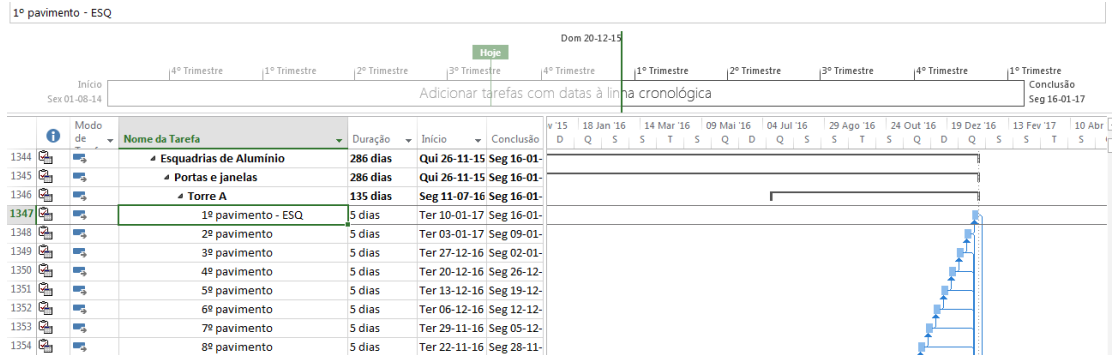 1º pavimento - ESQ
Dom 20-12-15
Hoje
4º Trimestre 1º Trimestre 2º Trimestre 3º Trimestre 4º Trimestre 1º Trimestre 2º Trimestre 3º Trimestre 4º Trimestre 1º Trimestre
Início
Sex 01-08-14
Adicionar tarefas com datas à linha cronológica
Conclusão
Seg 16-01-17
Modo de Nome da Tarefa Duração Início Conclusão
v '15 18 Jan '16 14 Mar '16 09 Mai '16 04 Jul '16 29 Ago '16 24 Out '16 19 Dez '16 13 Fev '17 10 Abr
D Q S T S D Q S T S D Q S T S D
1344 Esquadrias de Alumínio 286 dias Qui 26-11-15 Seg 16-01-
1345 Portas e janelas 286 dias Qui 26-11-15 Seg 16-01-
1346 Torre A 135 dias Seg 11-07-16 Seg 16-01-
1347 1º pavimento - ESQ 5 dias Ter 10-01-17 Seg 16-01-
1348 2º pavimento 5 dias Ter 03-01-17 Seg 09-01-
1349 3º pavimento 5 dias Ter 27-12-16 Seg 02-01-
1350 4º pavimento 5 dias Ter 20-12-16 Seg 26-12-
1351 5º pavimento 5 dias Ter 13-12-16 Seg 19-12-
1352 6º pavimento 5 dias Ter 06-12-16 Seg 12-12-
1353 7º pavimento 5 dias Ter 29-11-16 Seg 05-12-
1354 8º pavimento 5 dias Ter 22-11-16 Seg 28-11-